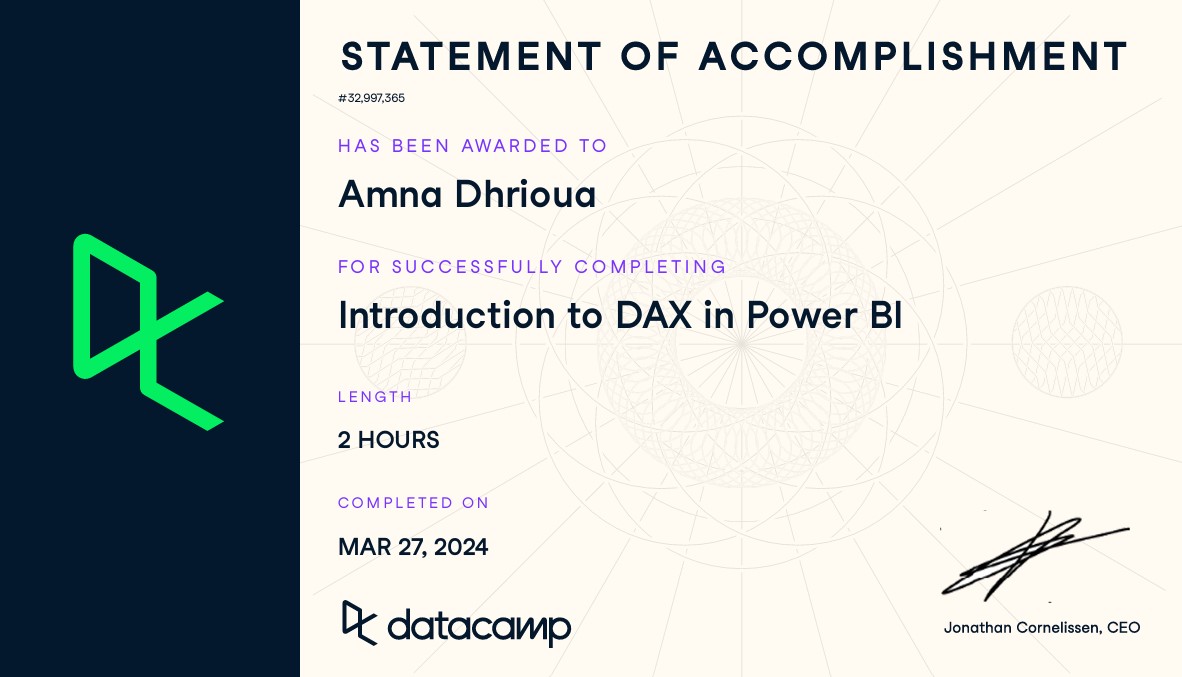 STATEMENT OF ACCOMPLISHMENT
#32,997,365
HAS BEEN AWARDED TO
Amna Dhrioua
FOR SUCCESSFULLY COMPLETING
Introduction to DAX in Power BI
LENGTH
2 HOURS
COMPLETED ON
MAR 27, 2024
datacamp
Jonathan Cornelissen, CEO